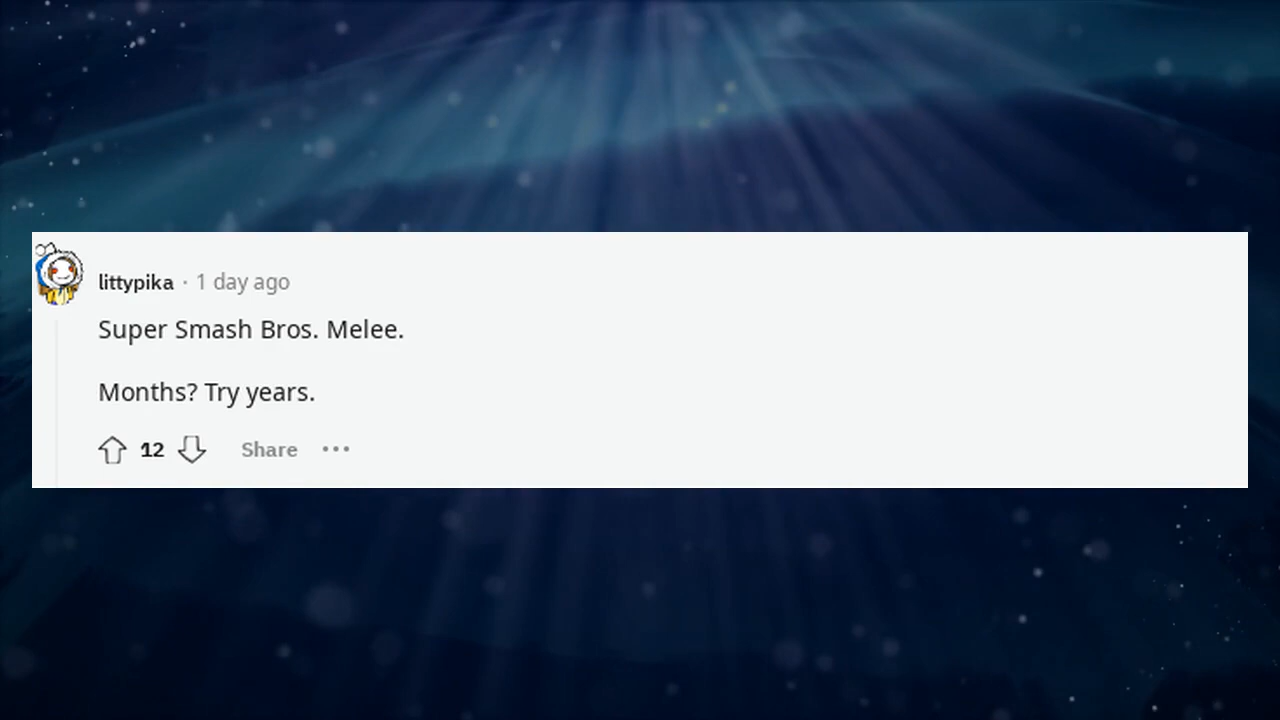 littypika · 1 day ago
Super Smash Bros. Melee.
Months? Try years.
12 Share ···